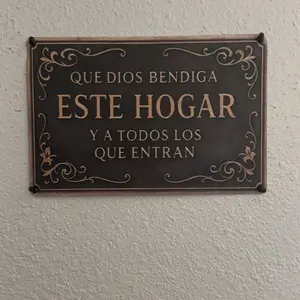 QUE DIOS BENDIGA
ESTE HOGAR
Y A TODOS LOS
QUE ENTRAN